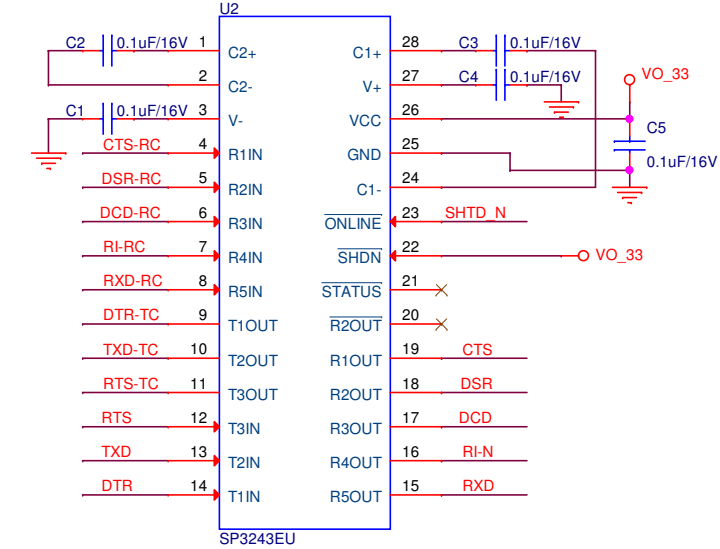 U2
C2 0.1uF/16V 1 C2+ C1+ 28 C3 0.1uF/16V
2 C2- V+ 27 C4 0.1uF/16V VO_33
C1 0.1uF/16V 3 V- VCC 26 C5
CTS-RC 4 R1IN GND 25 0.1uF/16V
DSR-RC 5 R2IN C1- 24
DCD-RC 6 R3IN ONLINE 23 SHTD_N
RI-RC 7 R4IN SHDN 22 VO_33
RXD-RC 8 R5IN STATUS 21
DTR-TC 9 T1OUT R2OUT 20
TXD-TC 10 T2OUT R1OUT 19 CTS
RTS-TC 11 T3OUT R2OUT 18 DSR
RTS 12 T3IN R3OUT 17 DCD
TXD 13 T2IN R4OUT 16 RI-N
DTR 14 T1IN R5OUT 15 RXD
SP3243EU